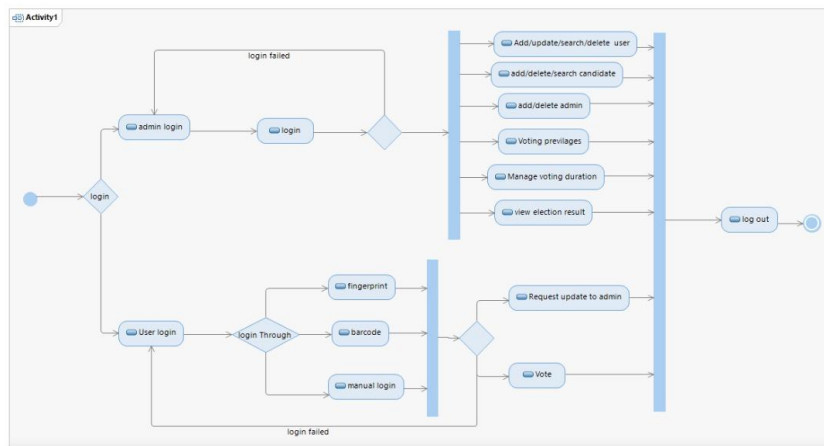 Activity1
login failed
Add/update/search/delete user
add/delete/search candidate
admin login
login
add/delete admin
Voting previlages
Manage voting duration
login
view election result
log out
fingerprint
Request update to admin
User login
login Through
barcode
manual login
Vote
login failed